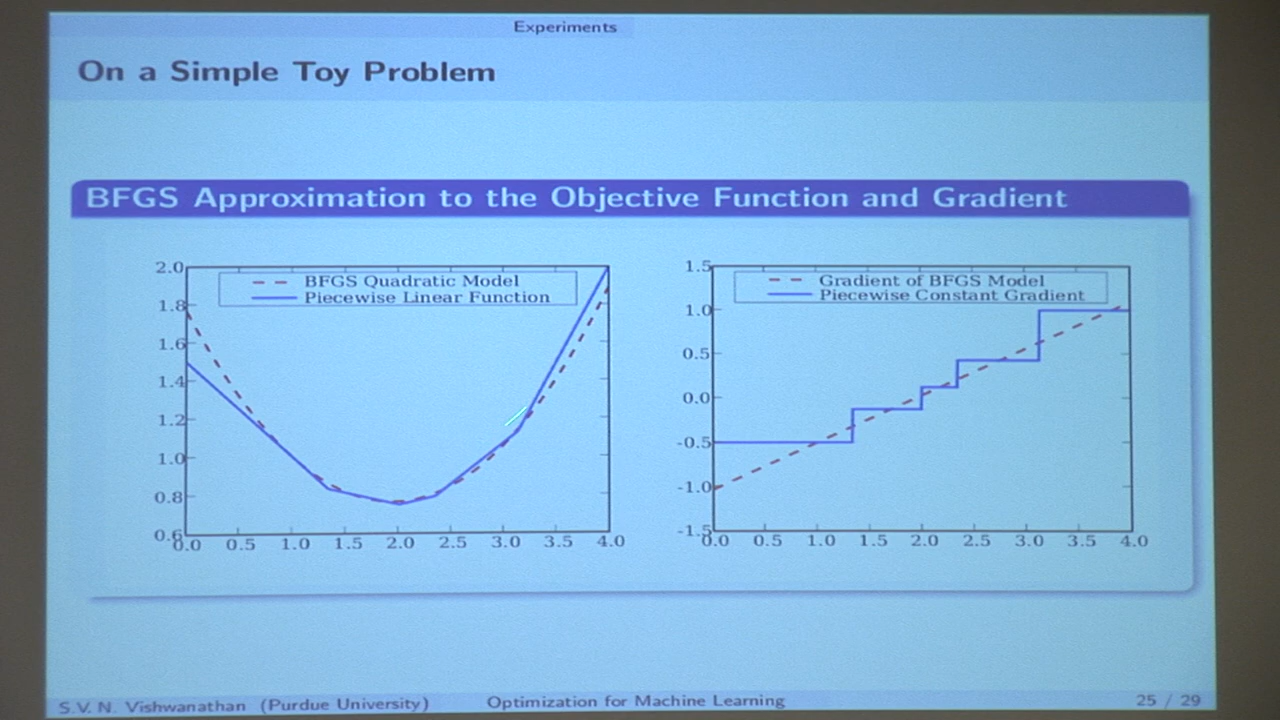 Experiments
On a Simple Toy Problem
BFGS Approximation to the Objective Function and Gradient
BFGS Quadratic Model
Piecewise Linear Function
2.0
1.8
1.6
1.4
1.2
1.0
0.8
0.6
0.0 0.5 1.0 1.5 2.0 2.5 3.0 3.5 4.0
Gradient of BFGS Model
Piecewise Constant Gradient
1.5
1.0
0.5
0.0
-0.5
-1.0
-1.5
0.0 0.5 1.0 1.5 2.0 2.5 3.0 3.5 4.0
S.V. N. Vishwanathan (Purdue University) Optimization for Machine Learning 25 / 29